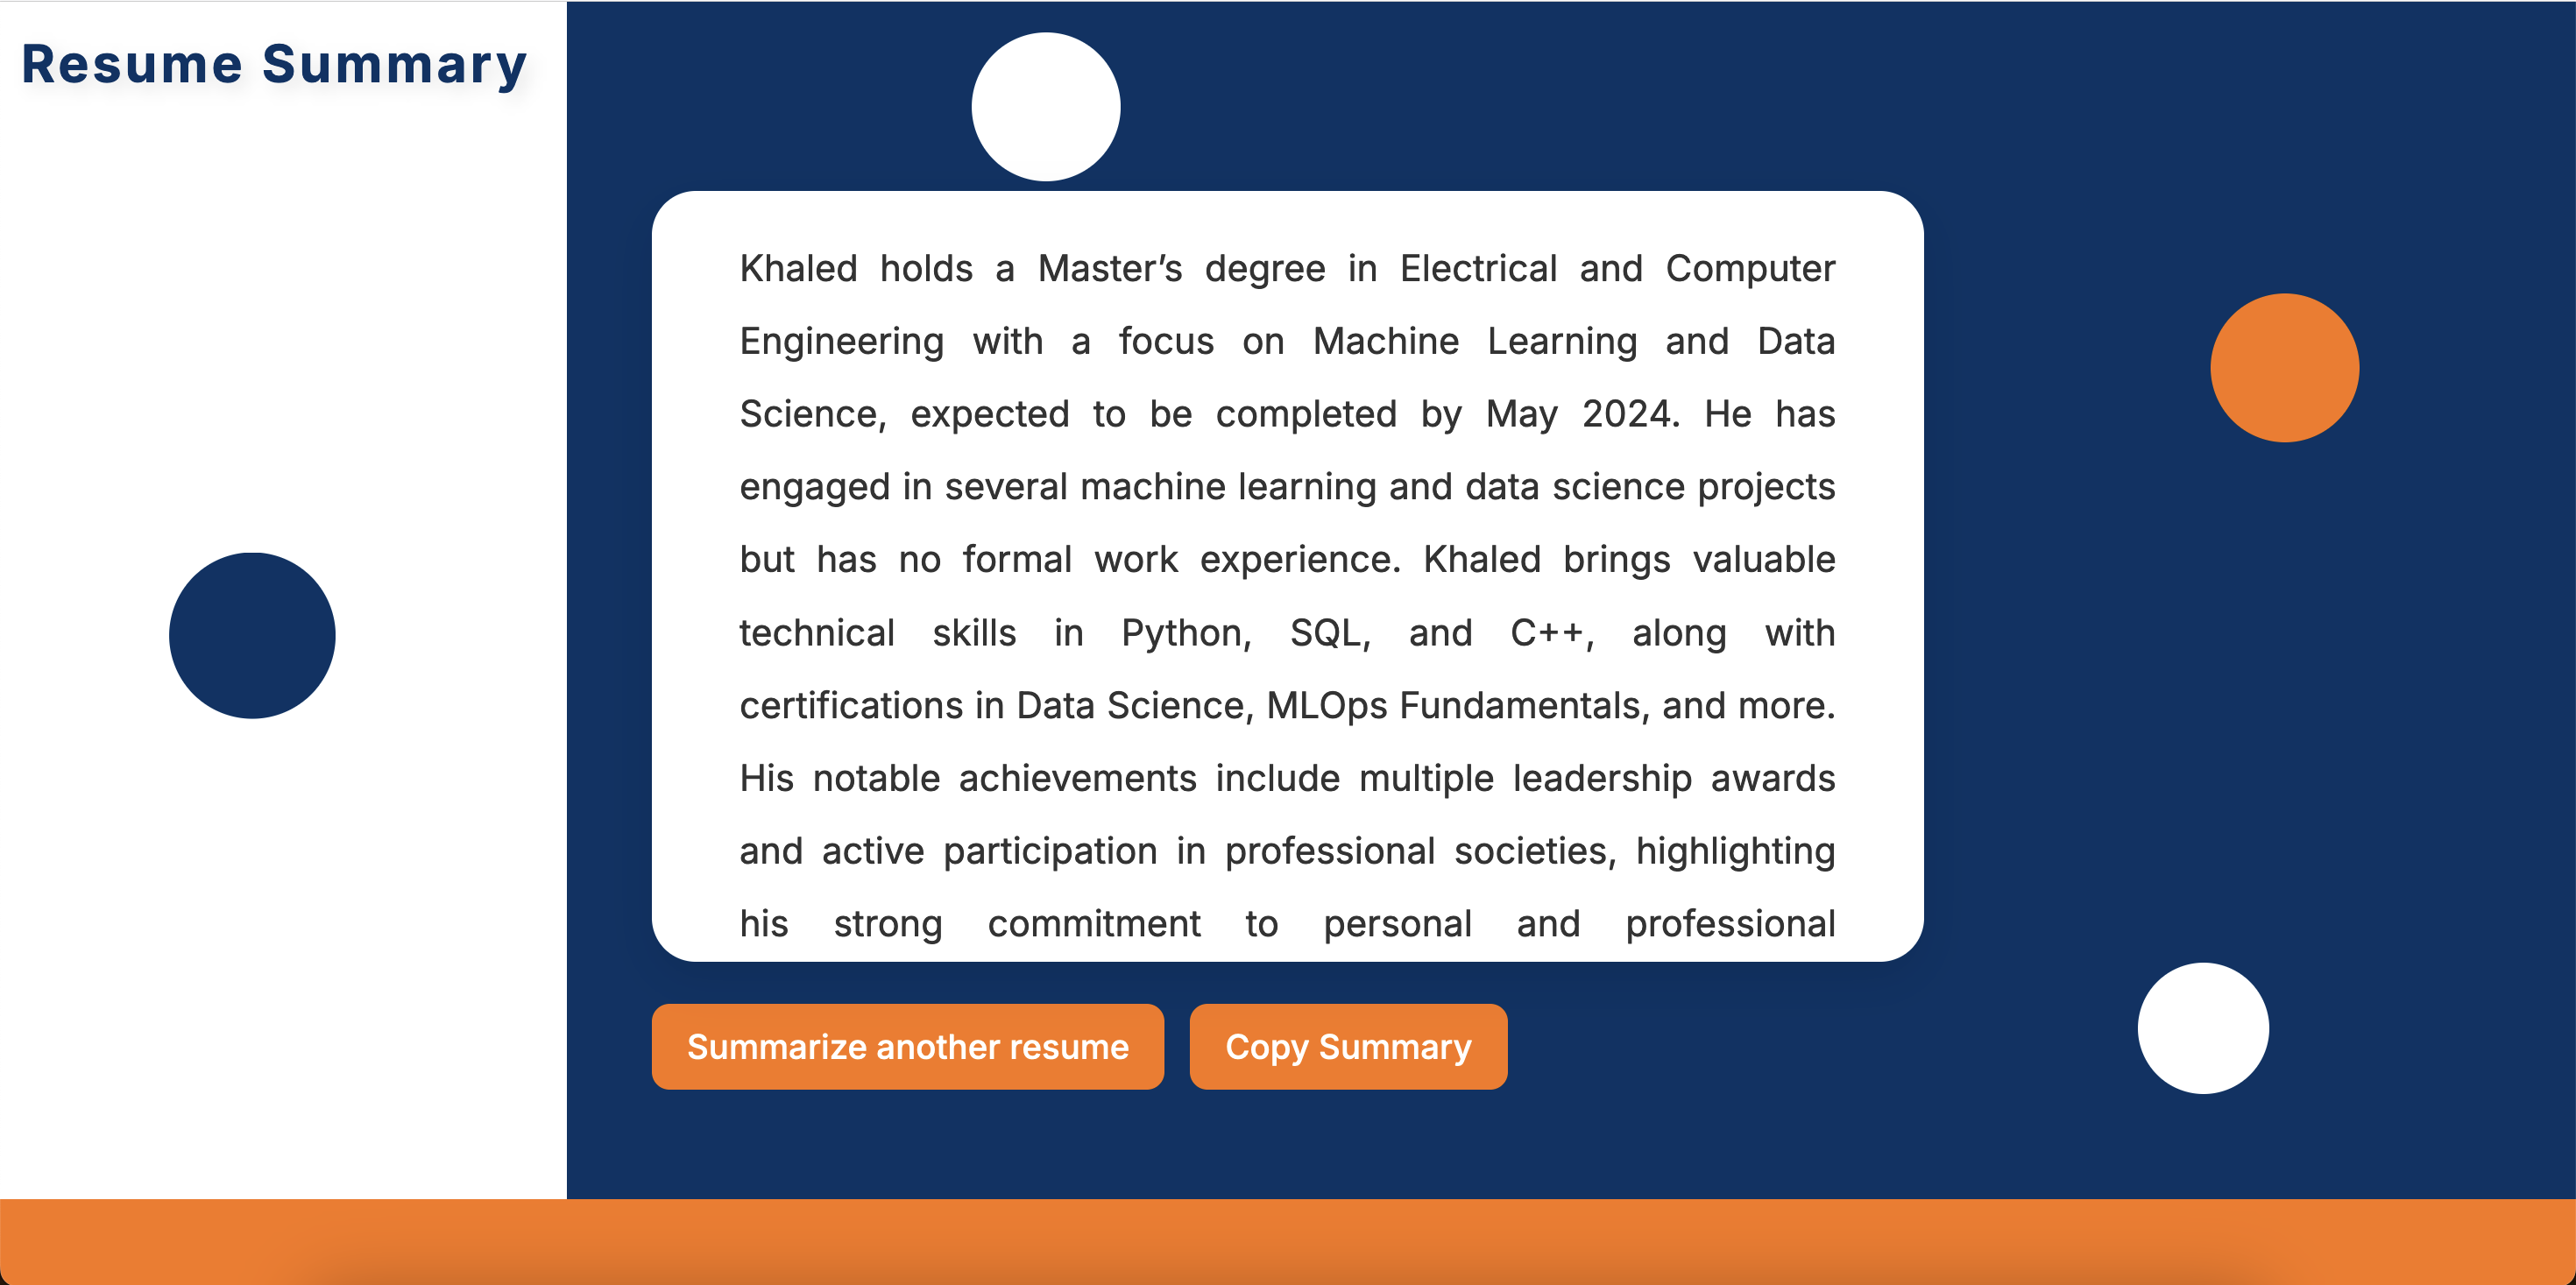 Resume Summary
Khaled holds a Master’s degree in Electrical and Computer
Engineering with a focus on Machine Learning and Data
Science, expected to be completed by May 2024. He has
engaged in several machine learning and data science projects
but has no formal work experience. Khaled brings valuable
technical skills in Python, SQL, and C++, along with
certifications in Data Science, MLOps Fundamentals, and more.
His notable achievements include multiple leadership awards
and active participation in professional societies, highlighting
his strong commitment to personal and professional
Summarize another resume
Copy Summary